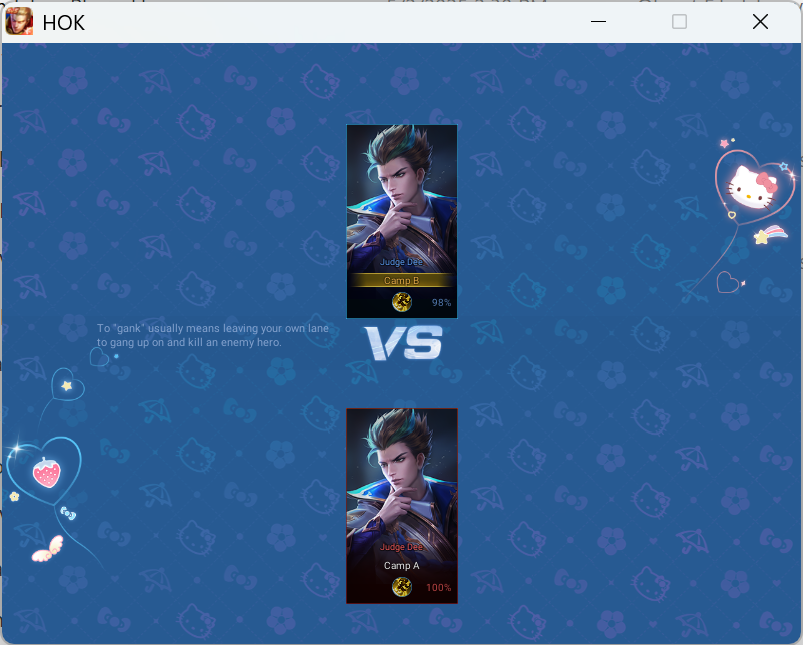 HOK
Judge Dee
Camp B
98%
To "gank" usually means leaving your own lane
to gang up on and kill an enemy hero.
VS
Judge Dee
Camp A
100%